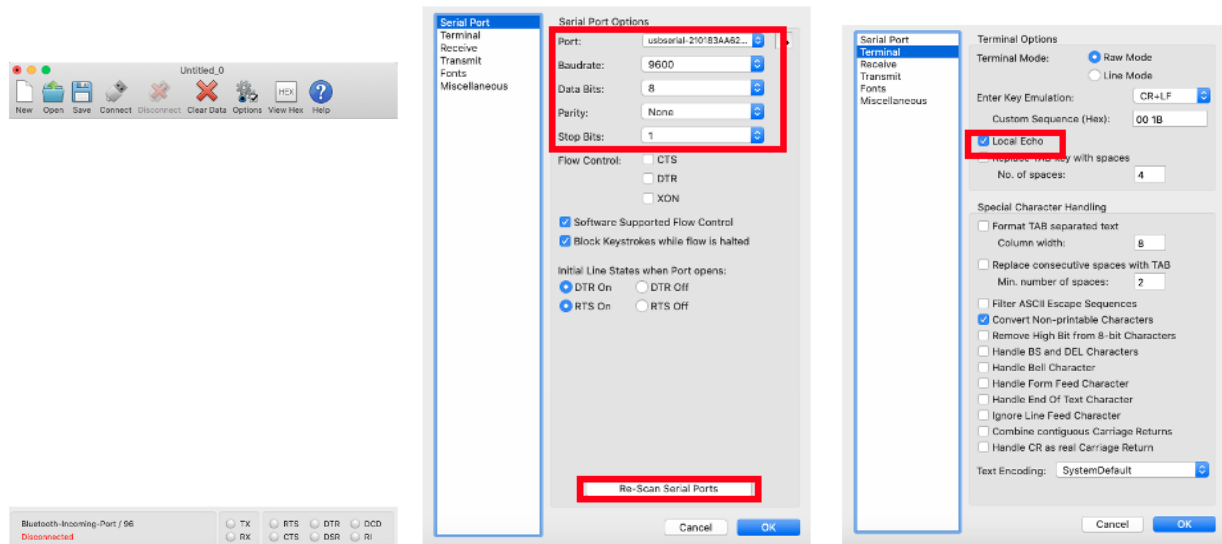 Untitled_0
New Open Save Connect Disconnect Clear Data Options View Hex Help
HEX
Bluetooth-Incoming-Port / 96
Disconnected
TX RTS DTR DCD
RX CTS DSR RI
Serial Port
Terminal
Receive
Transmit
Fonts
Miscellaneous
Serial Port Options
Port: usbserial-210183AA62...
Baudrate: 9600
Data Bits: 8
Parity: None
Stop Bits: 1
Flow Control: CTS
DTR
XON
Software Supported Flow Control
Block Keystrokes while flow is halted
Initial Line States when Port opens:
DTR On DTR Off
RTS On RTS Off
Re-Scan Serial Ports
Cancel OK
Serial Port
Terminal
Receive
Transmit
Fonts
Miscellaneous
Terminal Options
Terminal Mode: Raw Mode
Line Mode
Enter Key Emulation: CR+LF
Custom Sequence (Hex): 00 1B
Local Echo
Replace TAB key with spaces
No. of spaces: 4
Special Character Handling
Format TAB separated text
Column width: 8
Replace consecutive spaces with TAB
Min. number of spaces: 2
Filter ASCII Escape Sequences
Convert Non-printable Characters
Remove High Bit from 8-bit Characters
Handle BS and DEL Characters
Handle Bell Character
Handle Form Feed Character
Handle End Of Text Character
Ignore Line Feed Character
Combine contiguous Carriage Returns
Handle CR as real Carriage Return
Text Encoding: SystemDefault
Cancel OK